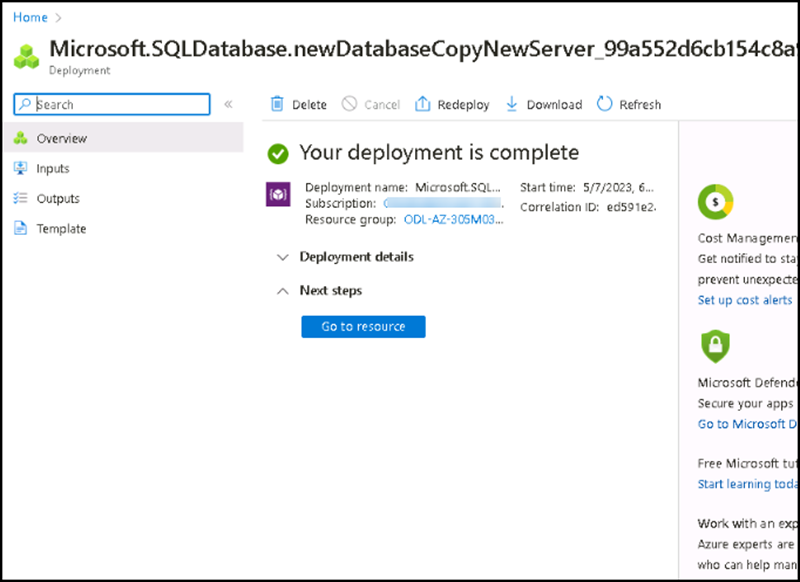 Home >
Microsoft.SQLDatabase.newDatabaseCopyNewServer_99a552d6cb154c8a
Deployment
Search
«
Delete Cancel Redeploy Download Refresh
Overview
Inputs
Outputs
Template
Your deployment is complete
Deployment name: Microsoft.SQL...
Subscription:
Resource group: ODL-AZ-305M03...
Start time: 5/7/2023, 6...
Correlation ID: ed591e2.
Deployment details
Next steps
Go to resource
$
Cost Managemen
Get notified to sta
prevent unexpecte
Set up cost alerts
Microsoft Defende
Secure your apps
Go to Microsoft D
Free Microsoft tut
Start learning toda
Work with an exp
Azure experts are
who can help man